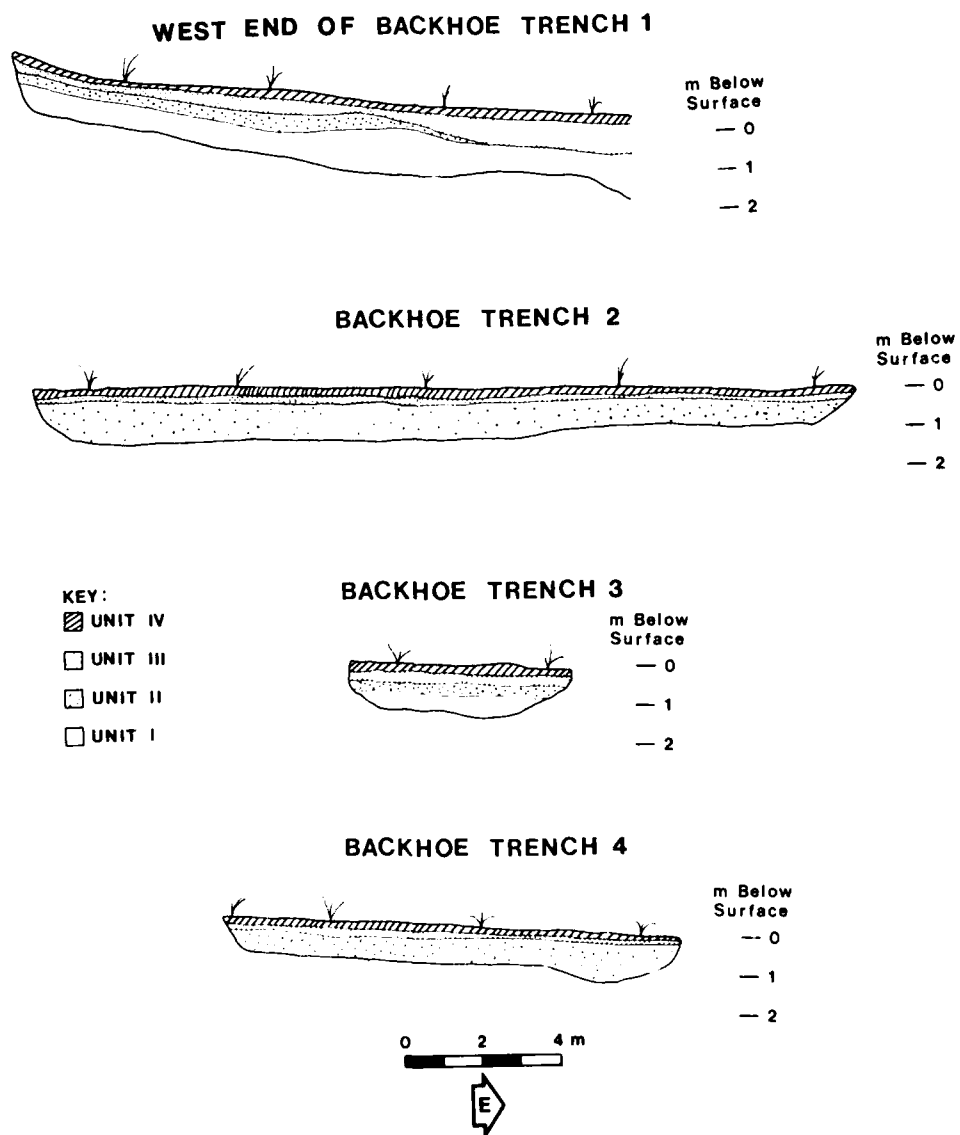 WEST END OF BACKHOE TRENCH 1
m Below
Surface
— 0
— 1
— 2
BACKHOE TRENCH 2
m Below
Surface
— 0
— 1
— 2
BACKHOE TRENCH 3
m Below
Surface
— 0
— 1
— 2
KEY:
UNIT IV
UNIT III
UNIT II
UNIT I
BACKHOE TRENCH 4
m Below
Surface
— 0
— 1
— 2
0 2 4 m
E